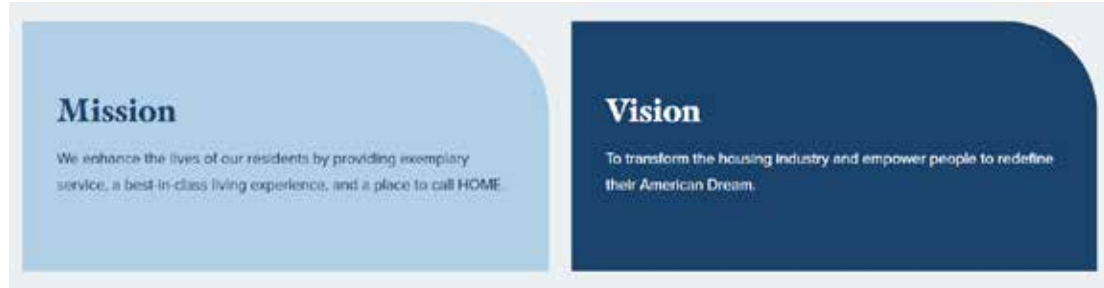 Mission
We enhance the lives of our residents by providing exemplary
service, a best-in-class living experience, and a place to call HOME.
Vision
To transform the housing industry and empower people to redefine
their American Dream.